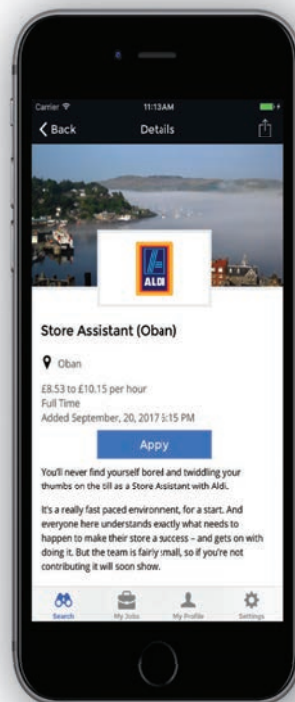 Carrier
11:13AM
Back
Details
ALDI
Store Assistant (Oban)
Oban
£8.53 to £10.15 per hour
Full Time
Added September, 20, 2017 5:15 PM
Apply
You'll never find yourself bored and twiddling your
thumbs on the till as a Store Assistant with Aldi.
It's a really fast paced environment, for a start. And
everyone here understands exactly what needs to
happen to make their store a success – and gets on with
doing it. But the team is fairly small, so if you're not
contributing it will soon show.
Search
My Jobs
My Profile
Settings